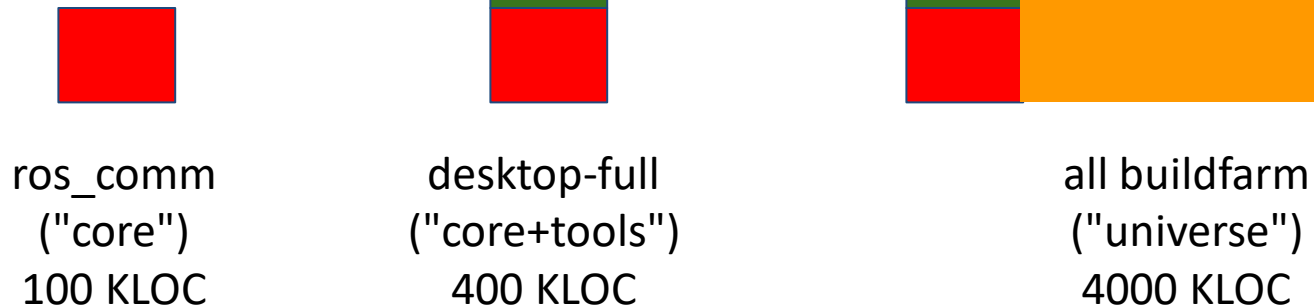 ros_comm
("core")
100 KLOC
desktop-full
("core+tools")
400 KLOC
all buildfarm
("universe")
4000 KLOC